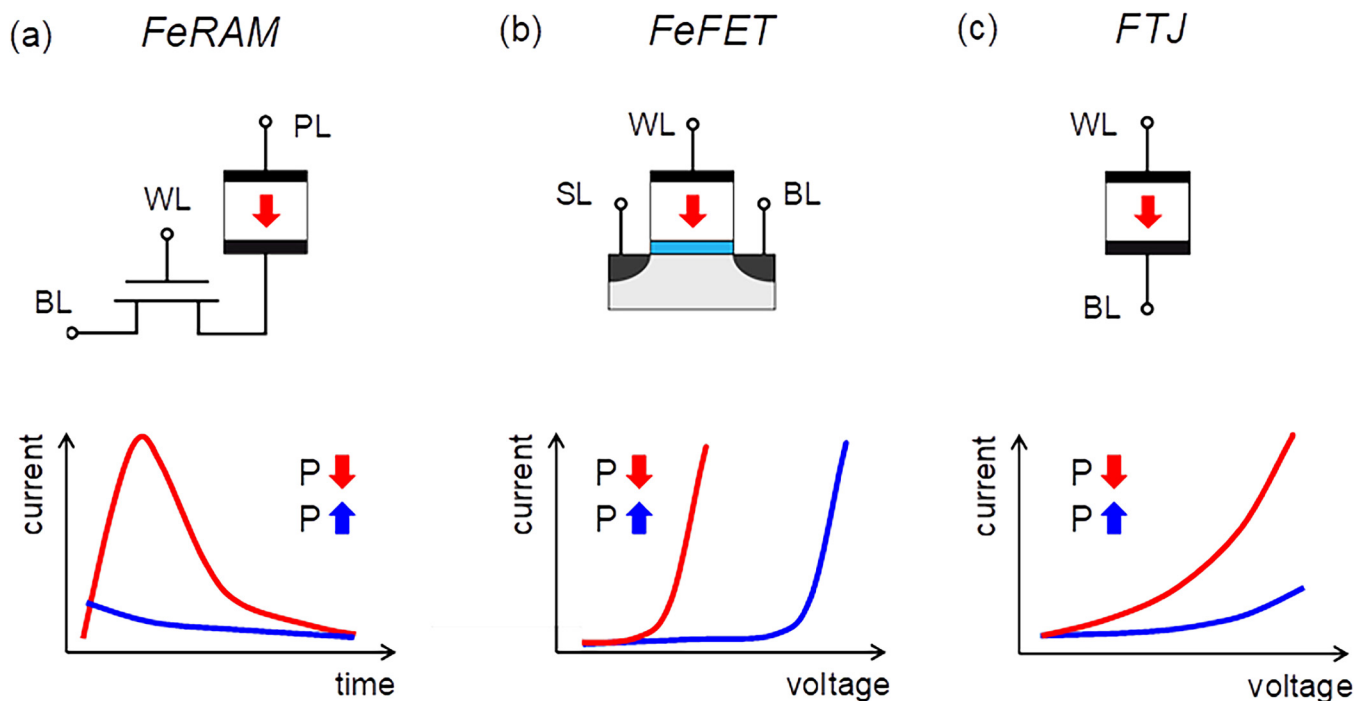 (a) FeRAM
PL
WL
BL
current
P
P
time
(b) FeFET
WL
SL
BL
current
P
P
voltage
(c) FTJ
WL
BL
current
P
P
voltage